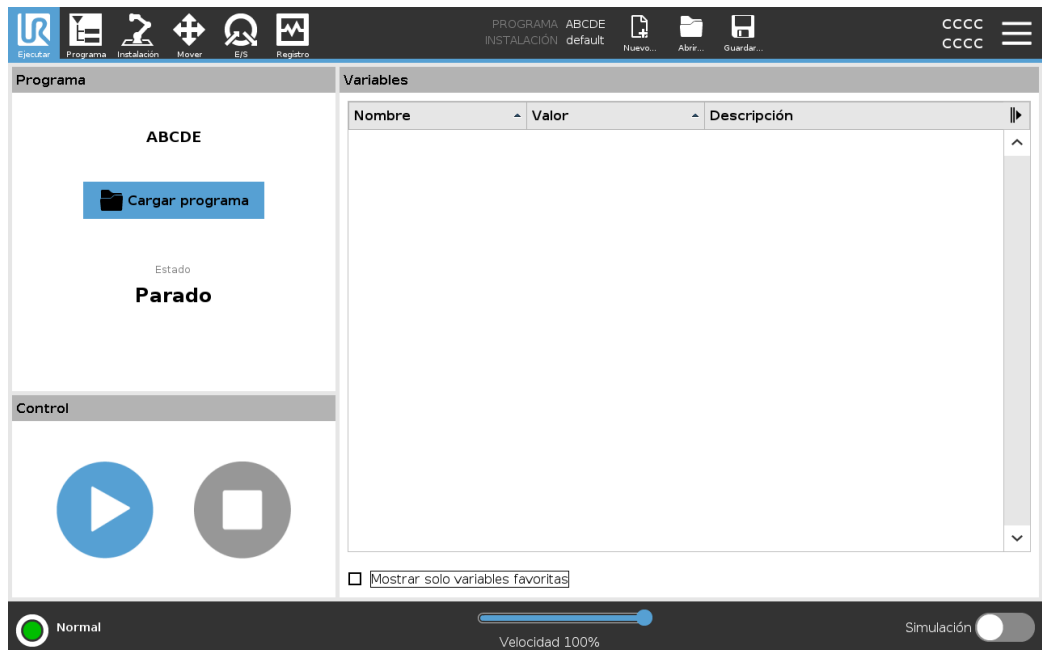 PROGRAMA ABCDE
INSTALACIÓN default
CCCC
CCCC
Ejecutar Programa Instalación Mover E/S Registro Nuevo... Abrir... Guardar...
Programa
Variables
Nombre Valor Descripción
ABCDE
Cargar programa
Estado
Parado
Control
Mostrar solo variables favoritas
Normal
Velocidad 100%
Simulación